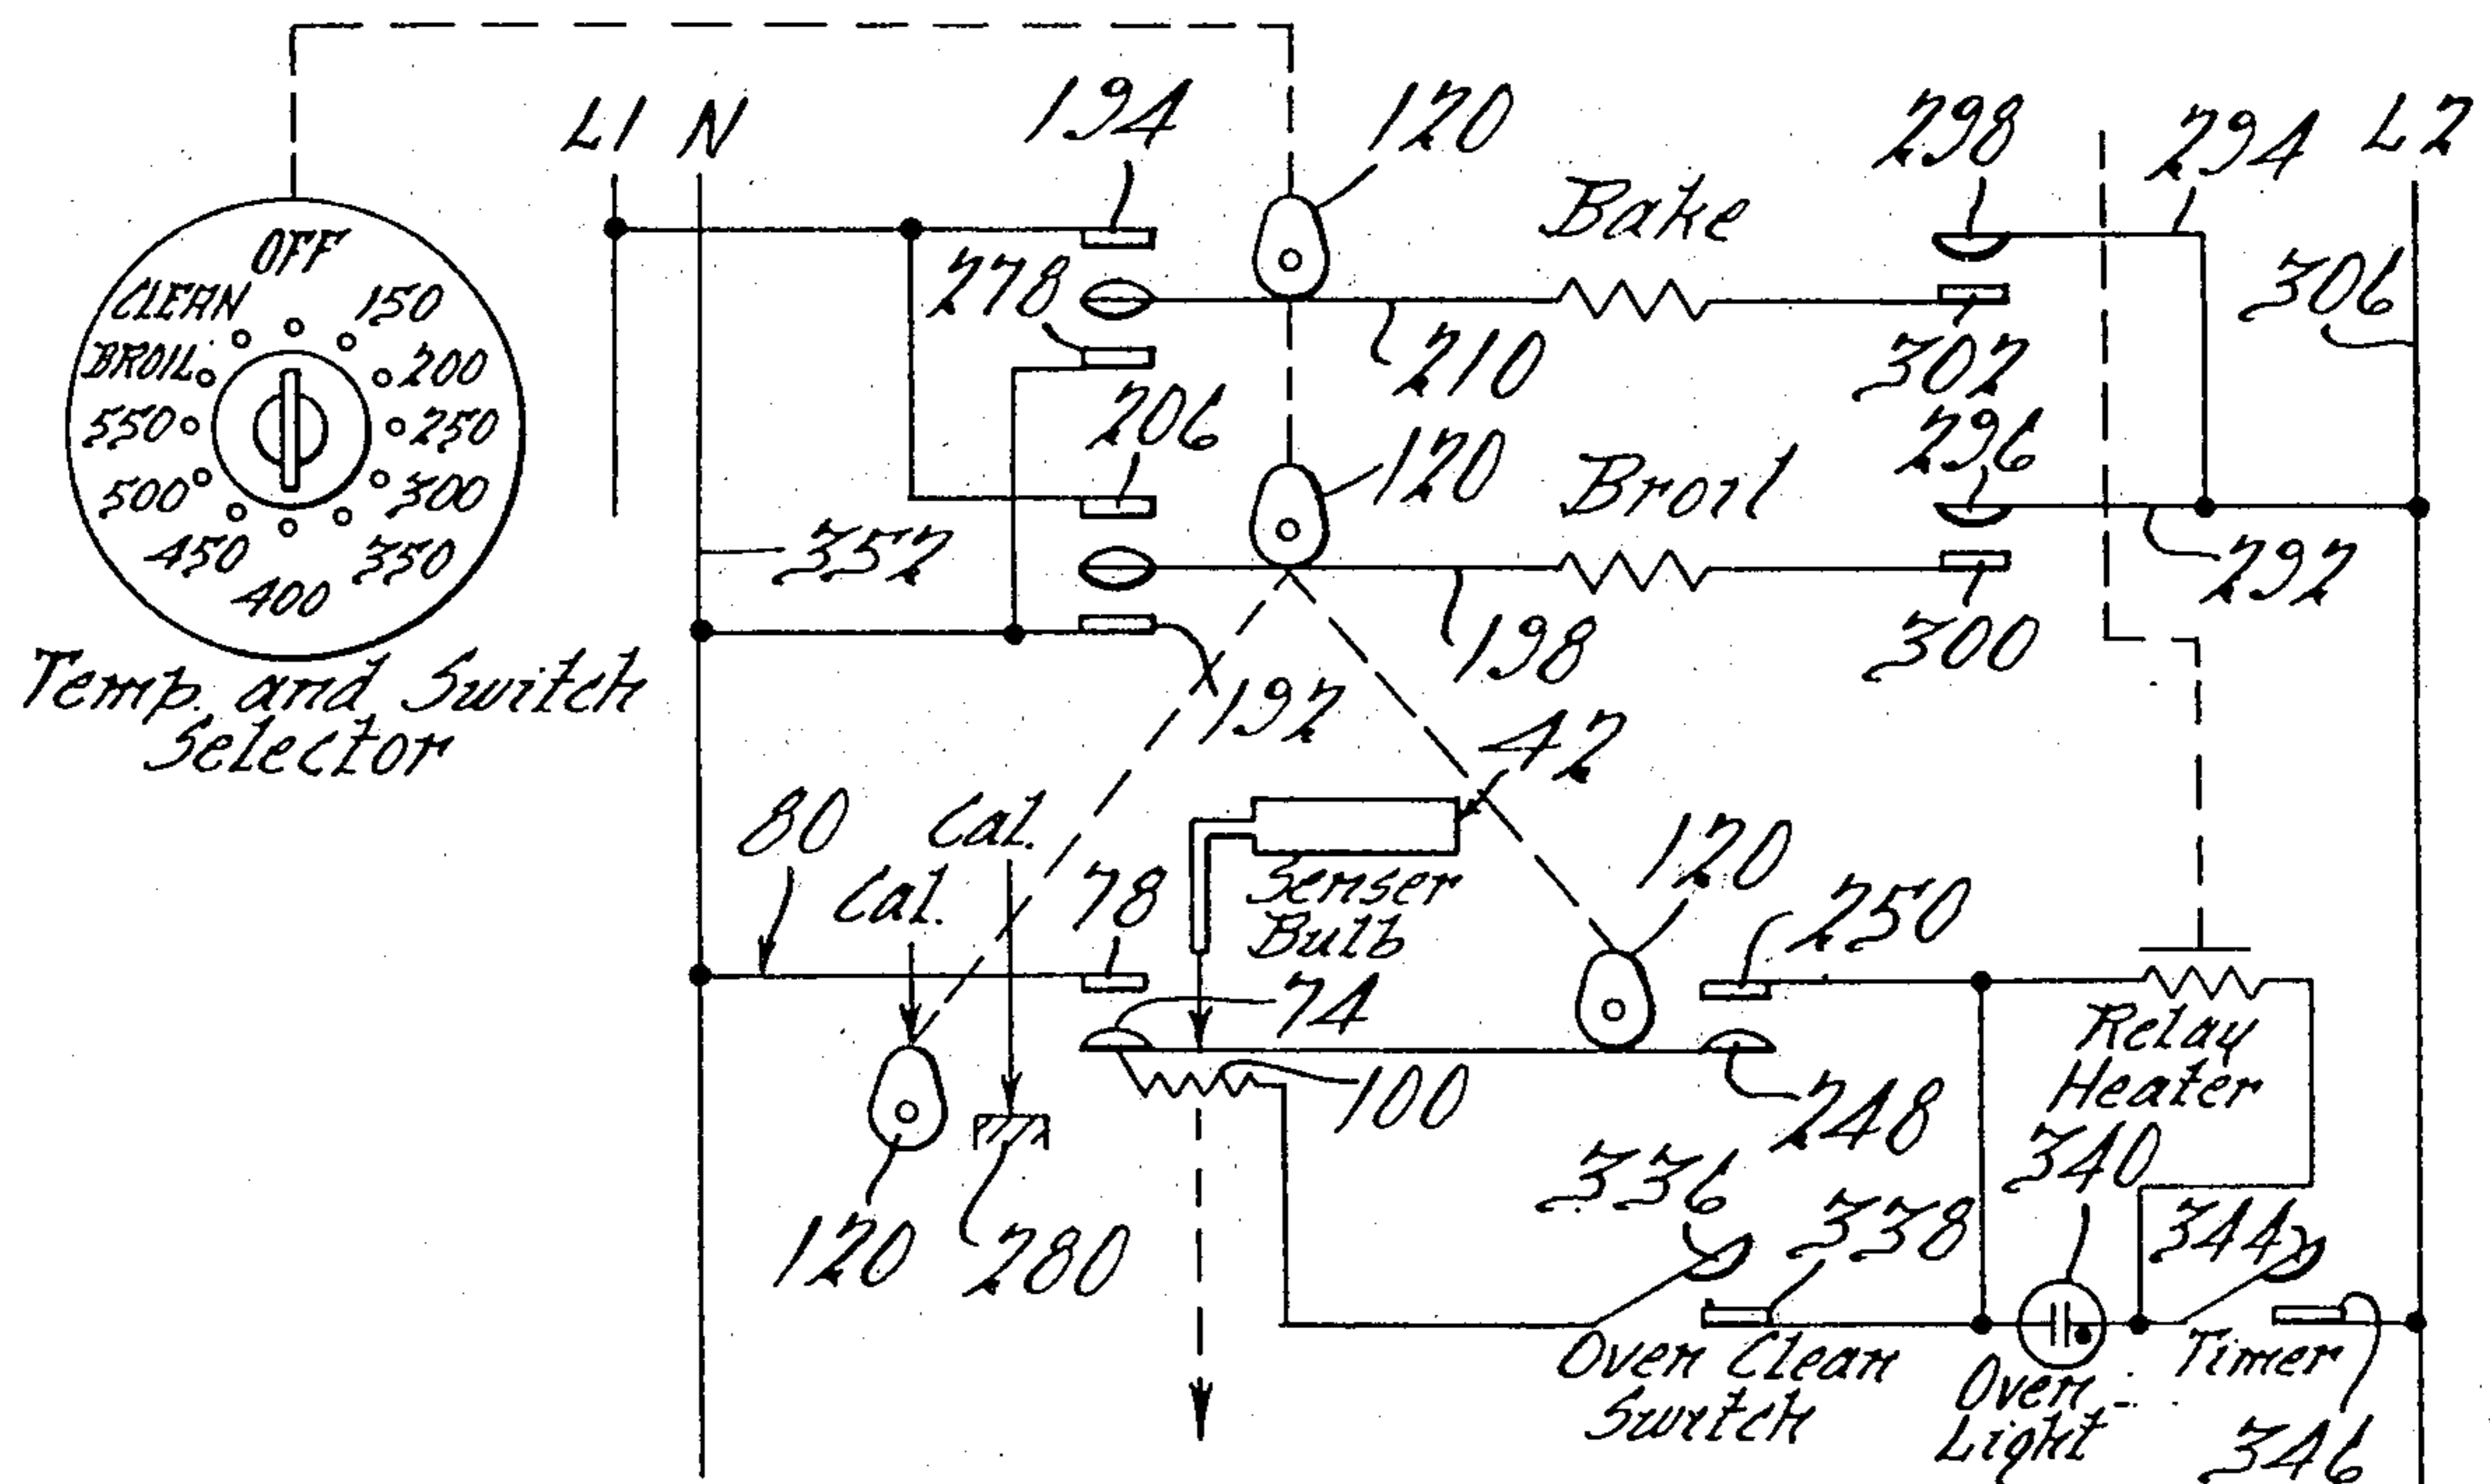 L1 N 194 120 298 294 L2
OFF
CLEAN 150
BROIL 200
550 250
500 300
450 350
400
Temp. and Switch
Selector
278
Bake
210
302
306
206
120
Broil
296
352
198
300
292
192
42
80
Cal.
Cal.
78
Senser
Bulb
120
250
74
100
248
Relay
Heater
340
120
280
336
338
344
Oven Clean
Switch
Oven
Light
Timer
346